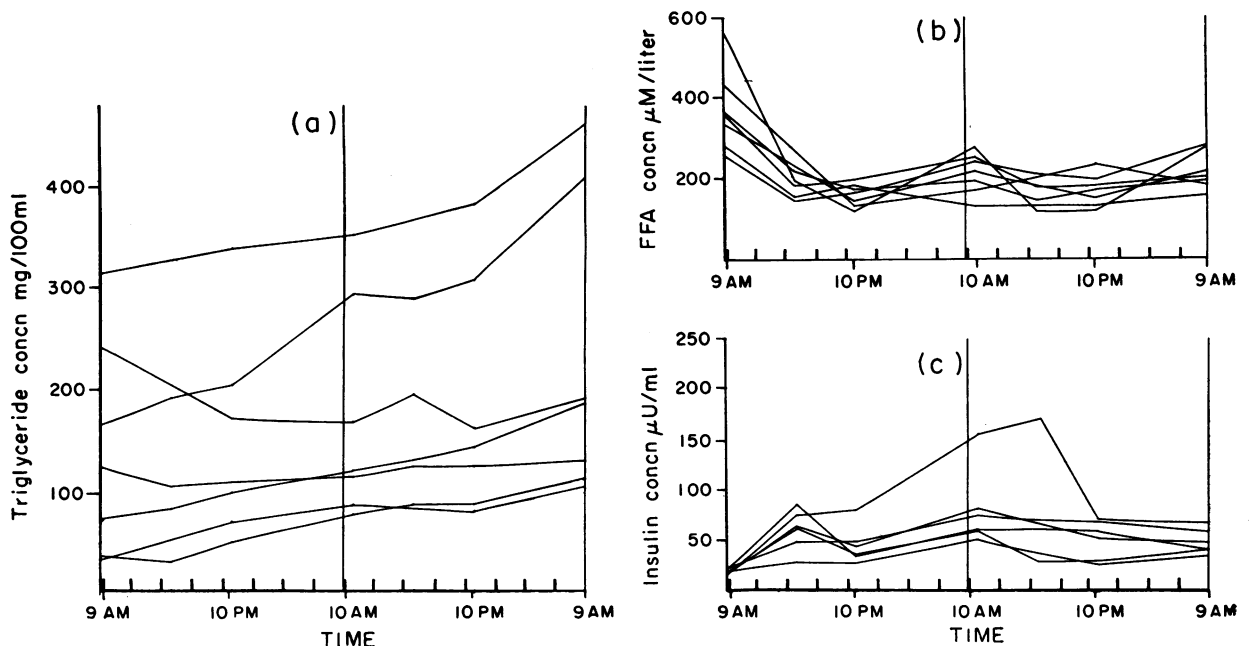 (a)
Triglyceride concn mg/100ml
400
300
200
100
9 AM 10 PM 10 AM 10 PM 9 AM
TIME
(b)
FFA concn μM/liter
600
400
200
9 AM 10 PM 10 AM 10 PM 9 AM
(c)
Insulin concn μU/ml
250
200
150
100
50
9 AM 10 PM 10 AM 10 PM 9 AM
TIME